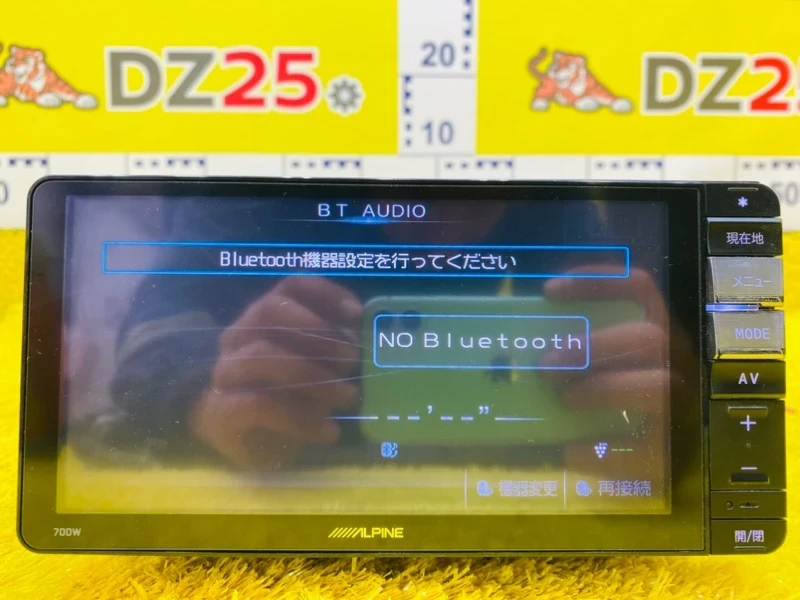 DZ25 DZ2
20
10
BT AUDIO
Bluetooth機器設定を行ってください
NO Bluetooth
--'--"
---
機器変更 再接続
700W ALPINE
*
現在地
メニュー
MODE
AV
+
-
開/閉